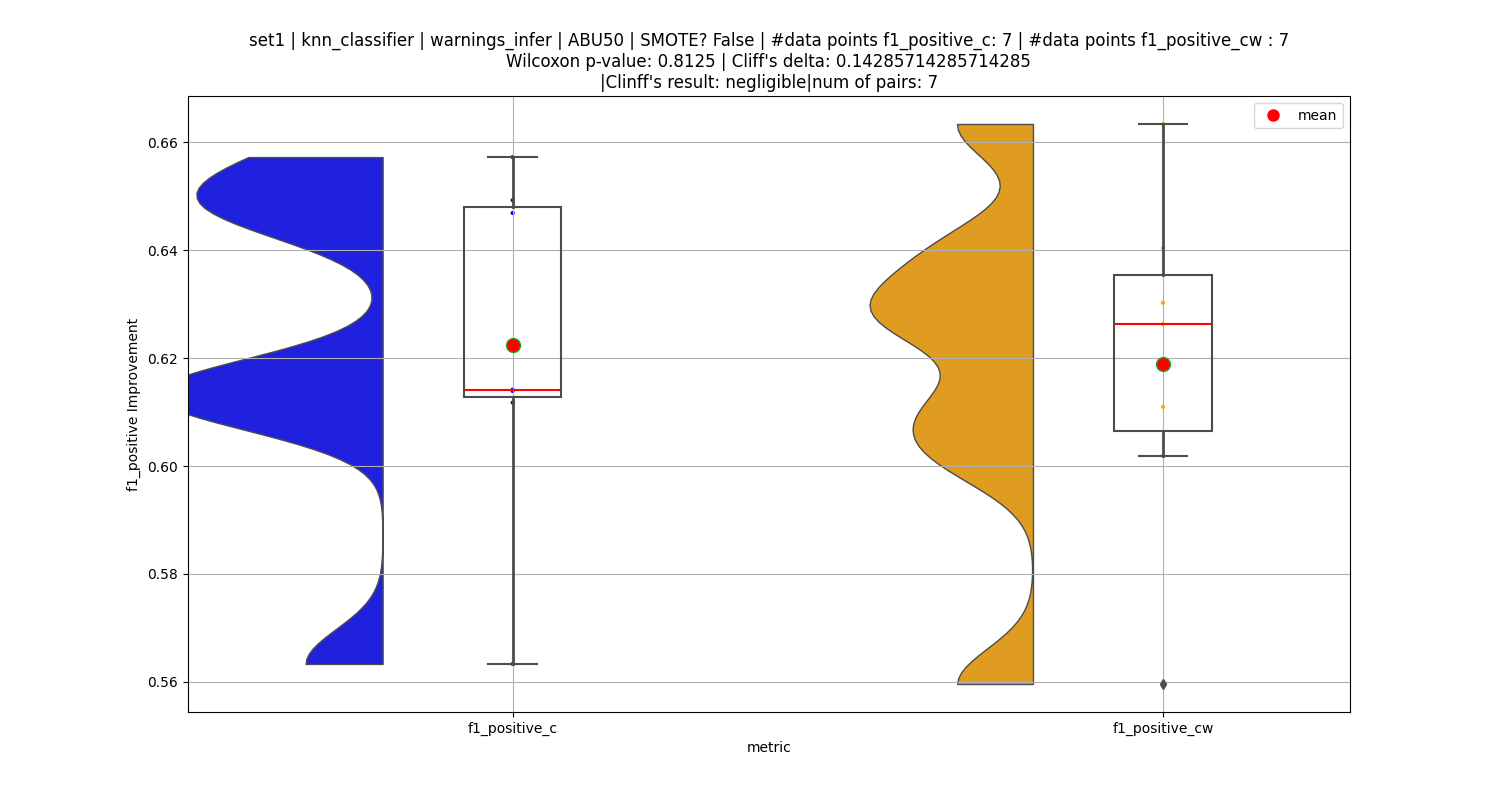 set1 | knn_classifier | warnings_infer | ABU50 | SMOTE? False | #data points f1_positive_c: 7 | #data points f1_positive_cw : 7
Wilcoxon p-value: 0.8125 | Cliff's delta: 0.14285714285714285
|Clinff's result: negligible|num of pairs: 7
mean
0.66
0.64
0.62
0.60
0.58
0.56
f1_positive Improvement
f1_positive_c
f1_positive_cw
metric